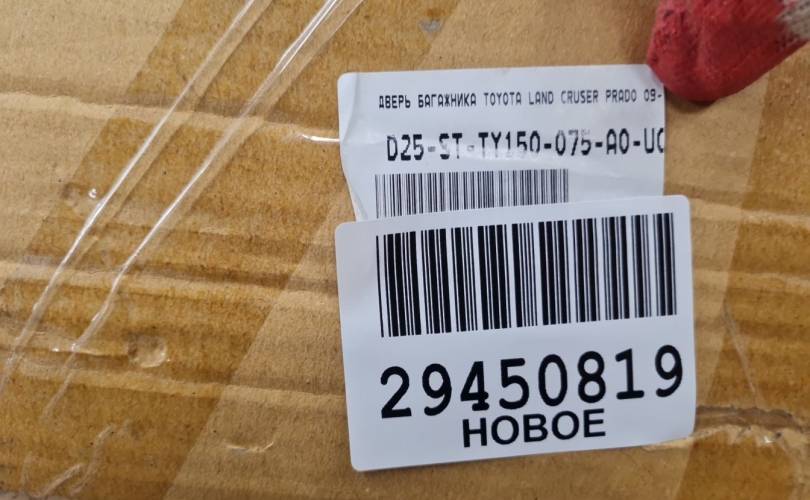 ДВЕРЬ БАГАЖНИКА TOYOTA LAND CRUSER PRADO 09-
D25-ST-TY150-075-A0-UC
29450819
НОВОЕ